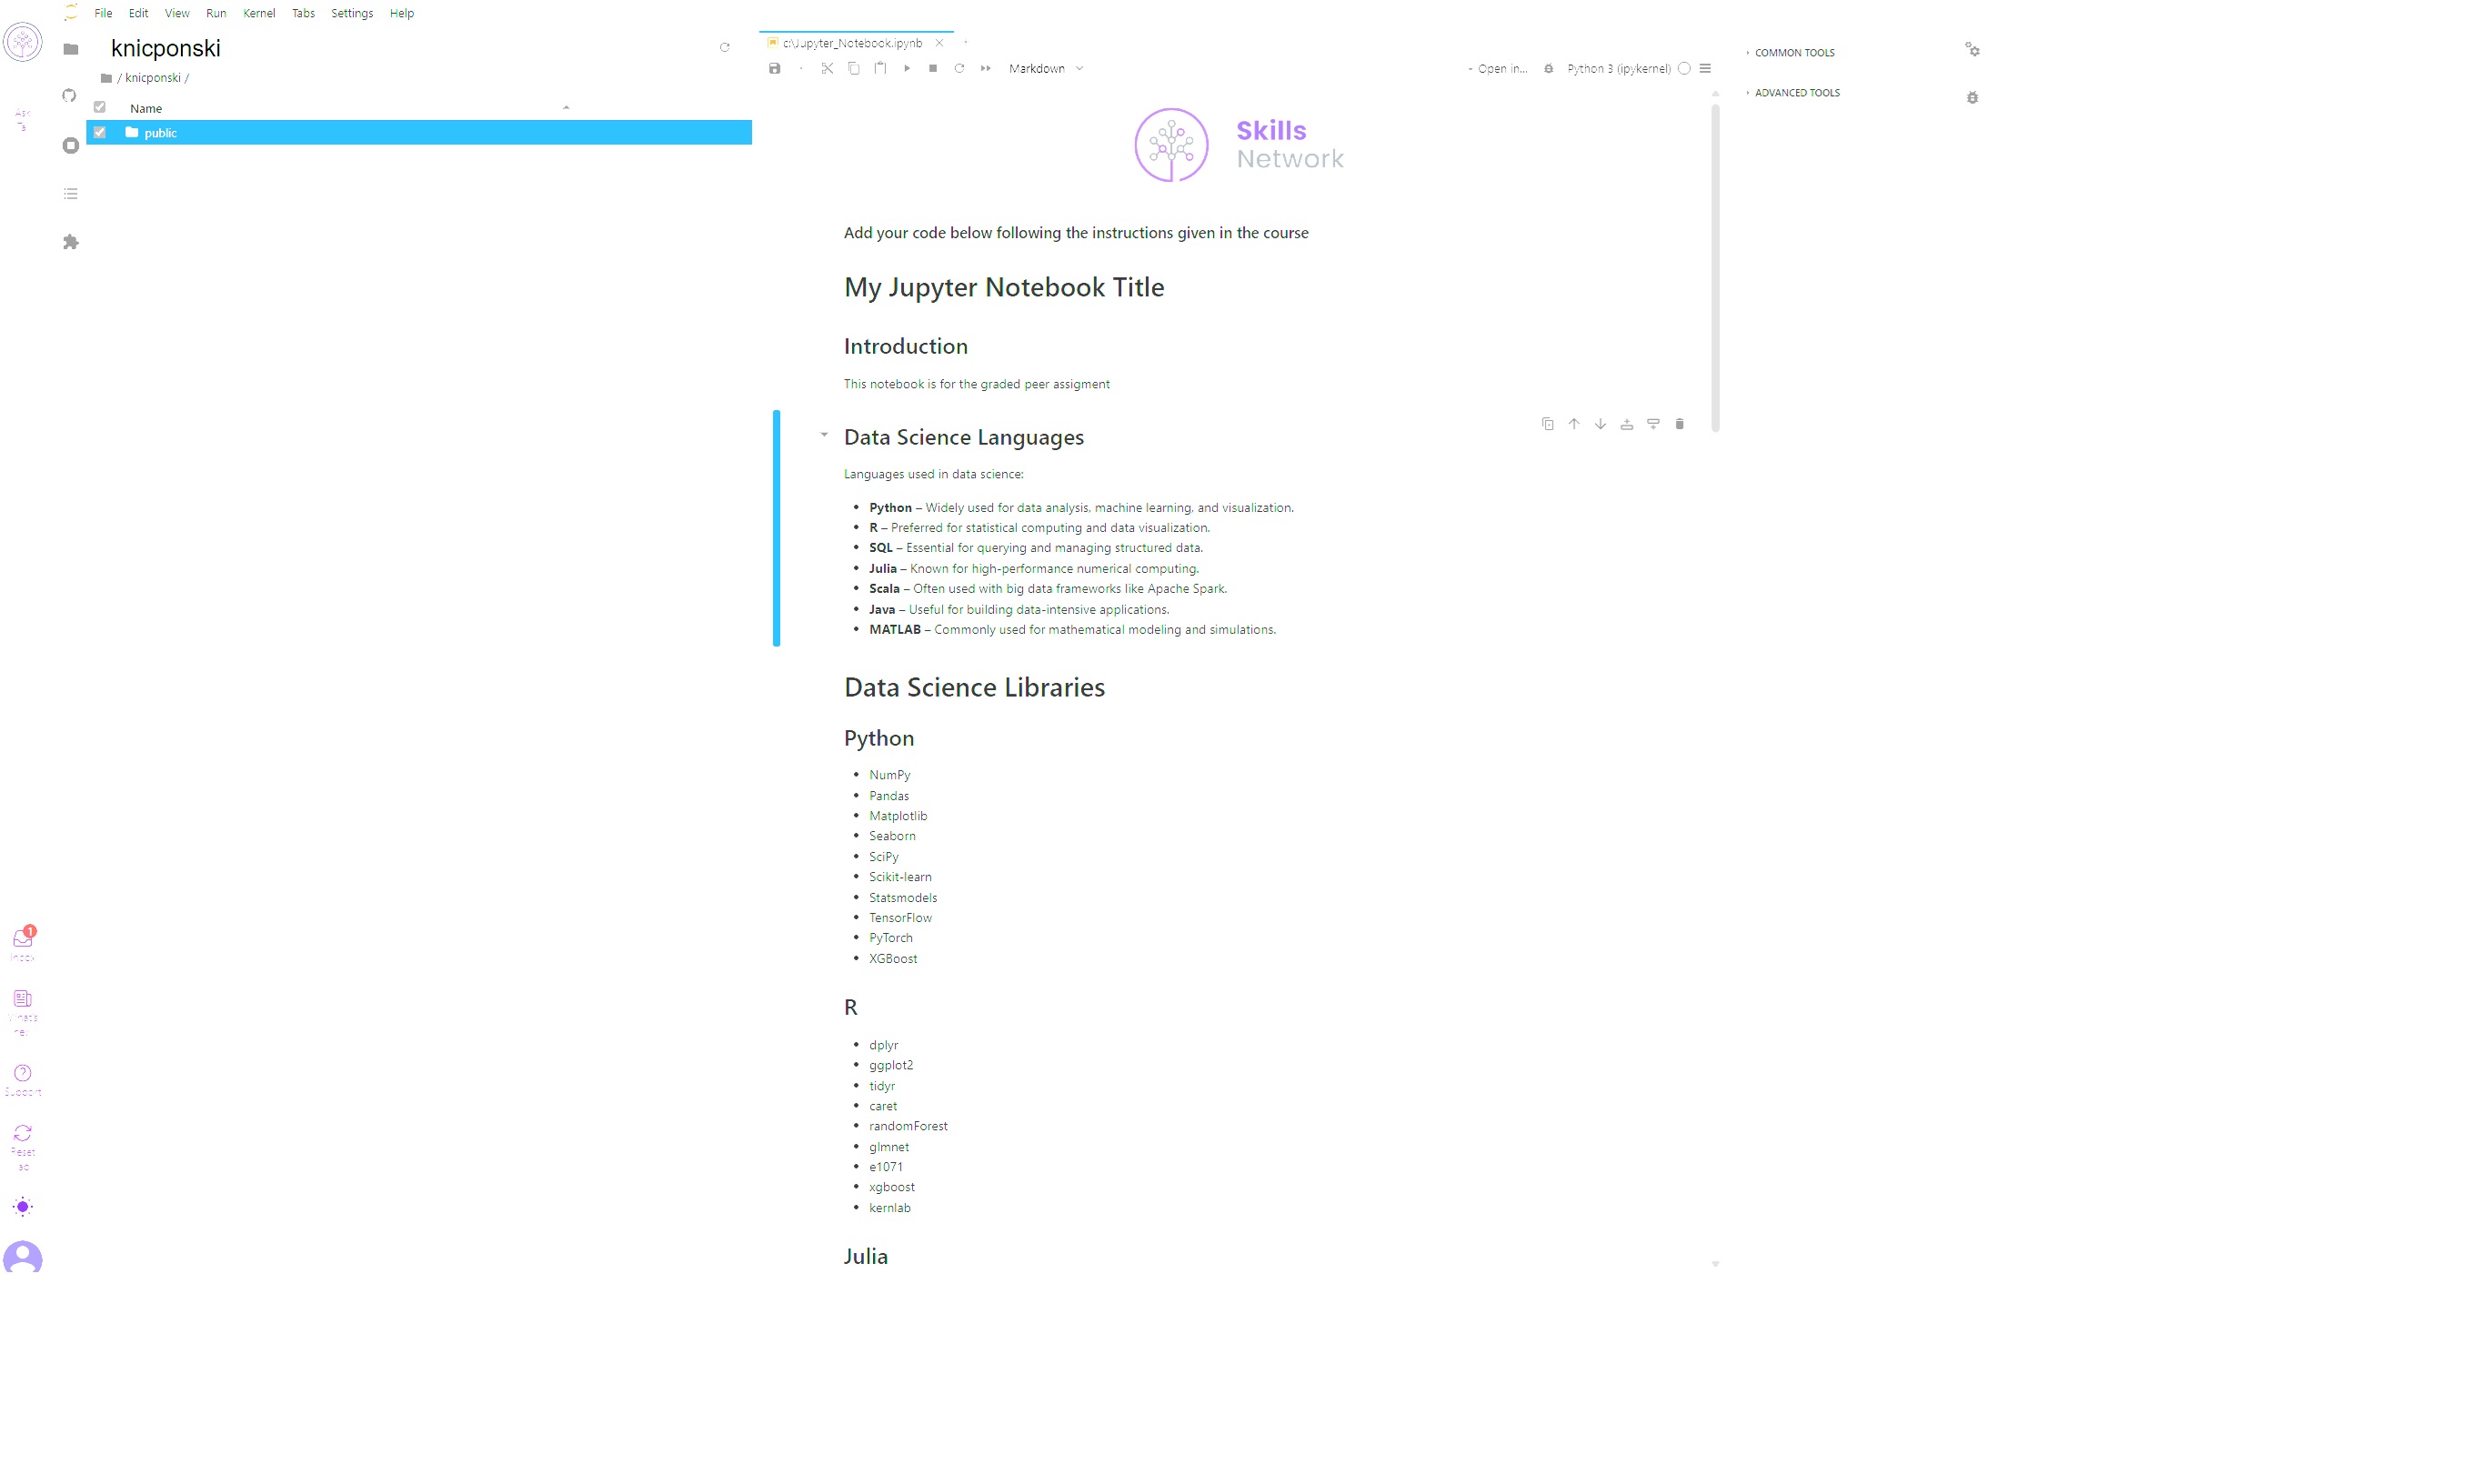 File Edit View Run Kernel Tabs Settings Help
knicponski
/ knicponski /
Name
public
1
Support
c:\Jupyter_Notebook.ipynb
Markdown
Open in...
Python 3 (ipykernel)
Skills
Network
Add your code below following the instructions given in the course
My Jupyter Notebook Title
Introduction
This notebook is for the graded peer assigment
Data Science Languages
Languages used in data science:
Python – Widely used for data analysis, machine learning, and visualization.
R – Preferred for statistical computing and data visualization.
SQL – Essential for querying and managing structured data.
Julia – Known for high-performance numerical computing.
Scala – Often used with big data frameworks like Apache Spark.
Java – Useful for building data-intensive applications.
MATLAB – Commonly used for mathematical modeling and simulations.
Data Science Libraries
Python
NumPy
Pandas
Matplotlib
Seaborn
SciPy
Scikit-learn
Statsmodels
TensorFlow
PyTorch
XGBoost
R
dplyr
ggplot2
tidyr
caret
randomForest
glmnet
e1071
xgboost
kernlab
Julia
COMMON TOOLS
ADVANCED TOOLS